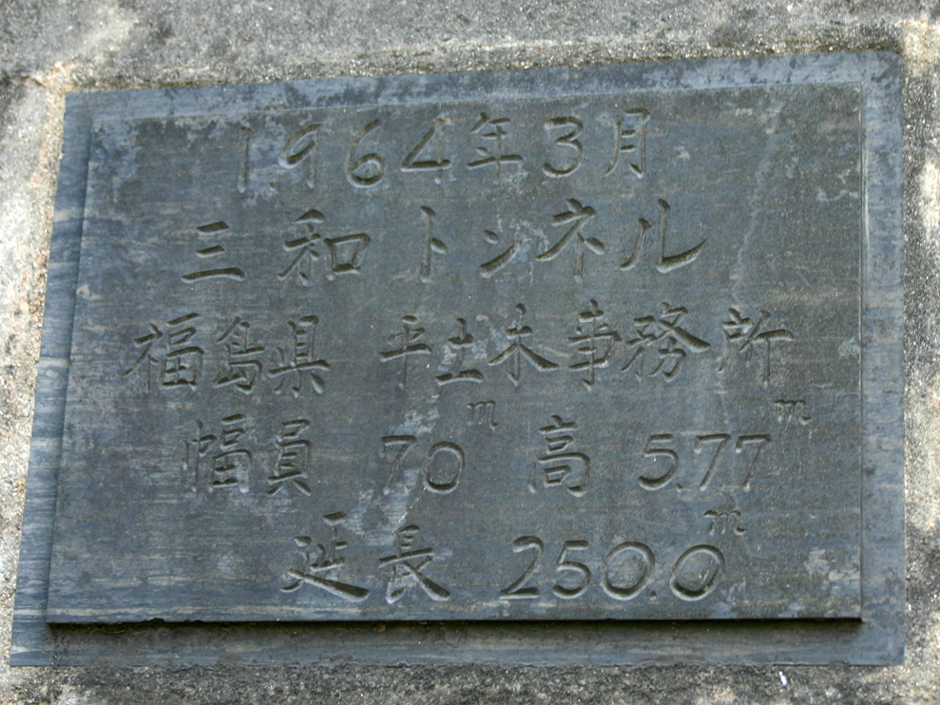 1964年3月
三和トンネル
福島県 平土木事務所
幅員 7.0m 高 5.77m
延長 250.0m